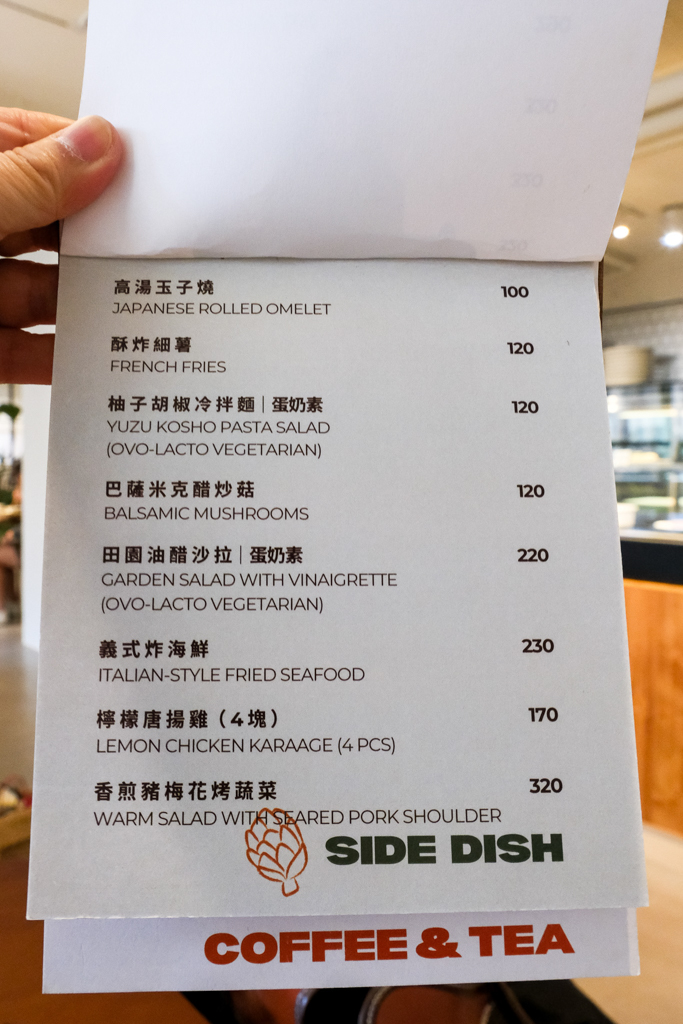 高湯玉子燒 100
JAPANESE ROLLED OMELET
酥炸細薯 120
FRENCH FRIES
柚子胡椒冷拌麵｜蛋奶素 120
YUZU KOSHO PASTA SALAD
(OVO-LACTO VEGETARIAN)
巴薩米克醋炒菇 120
BALSAMIC MUSHROOMS
田園油醋沙拉｜蛋奶素 220
GARDEN SALAD WITH VINAIGRETTE
(OVO-LACTO VEGETARIAN)
義式炸海鮮 230
ITALIAN-STYLE FRIED SEAFOOD
檸檬唐揚雞（4塊） 170
LEMON CHICKEN KARAAGE (4 PCS)
香煎豬梅花烤蔬菜 320
WARM SALAD WITH SEARED PORK SHOULDER
SIDE DISH
COFFEE & TEA